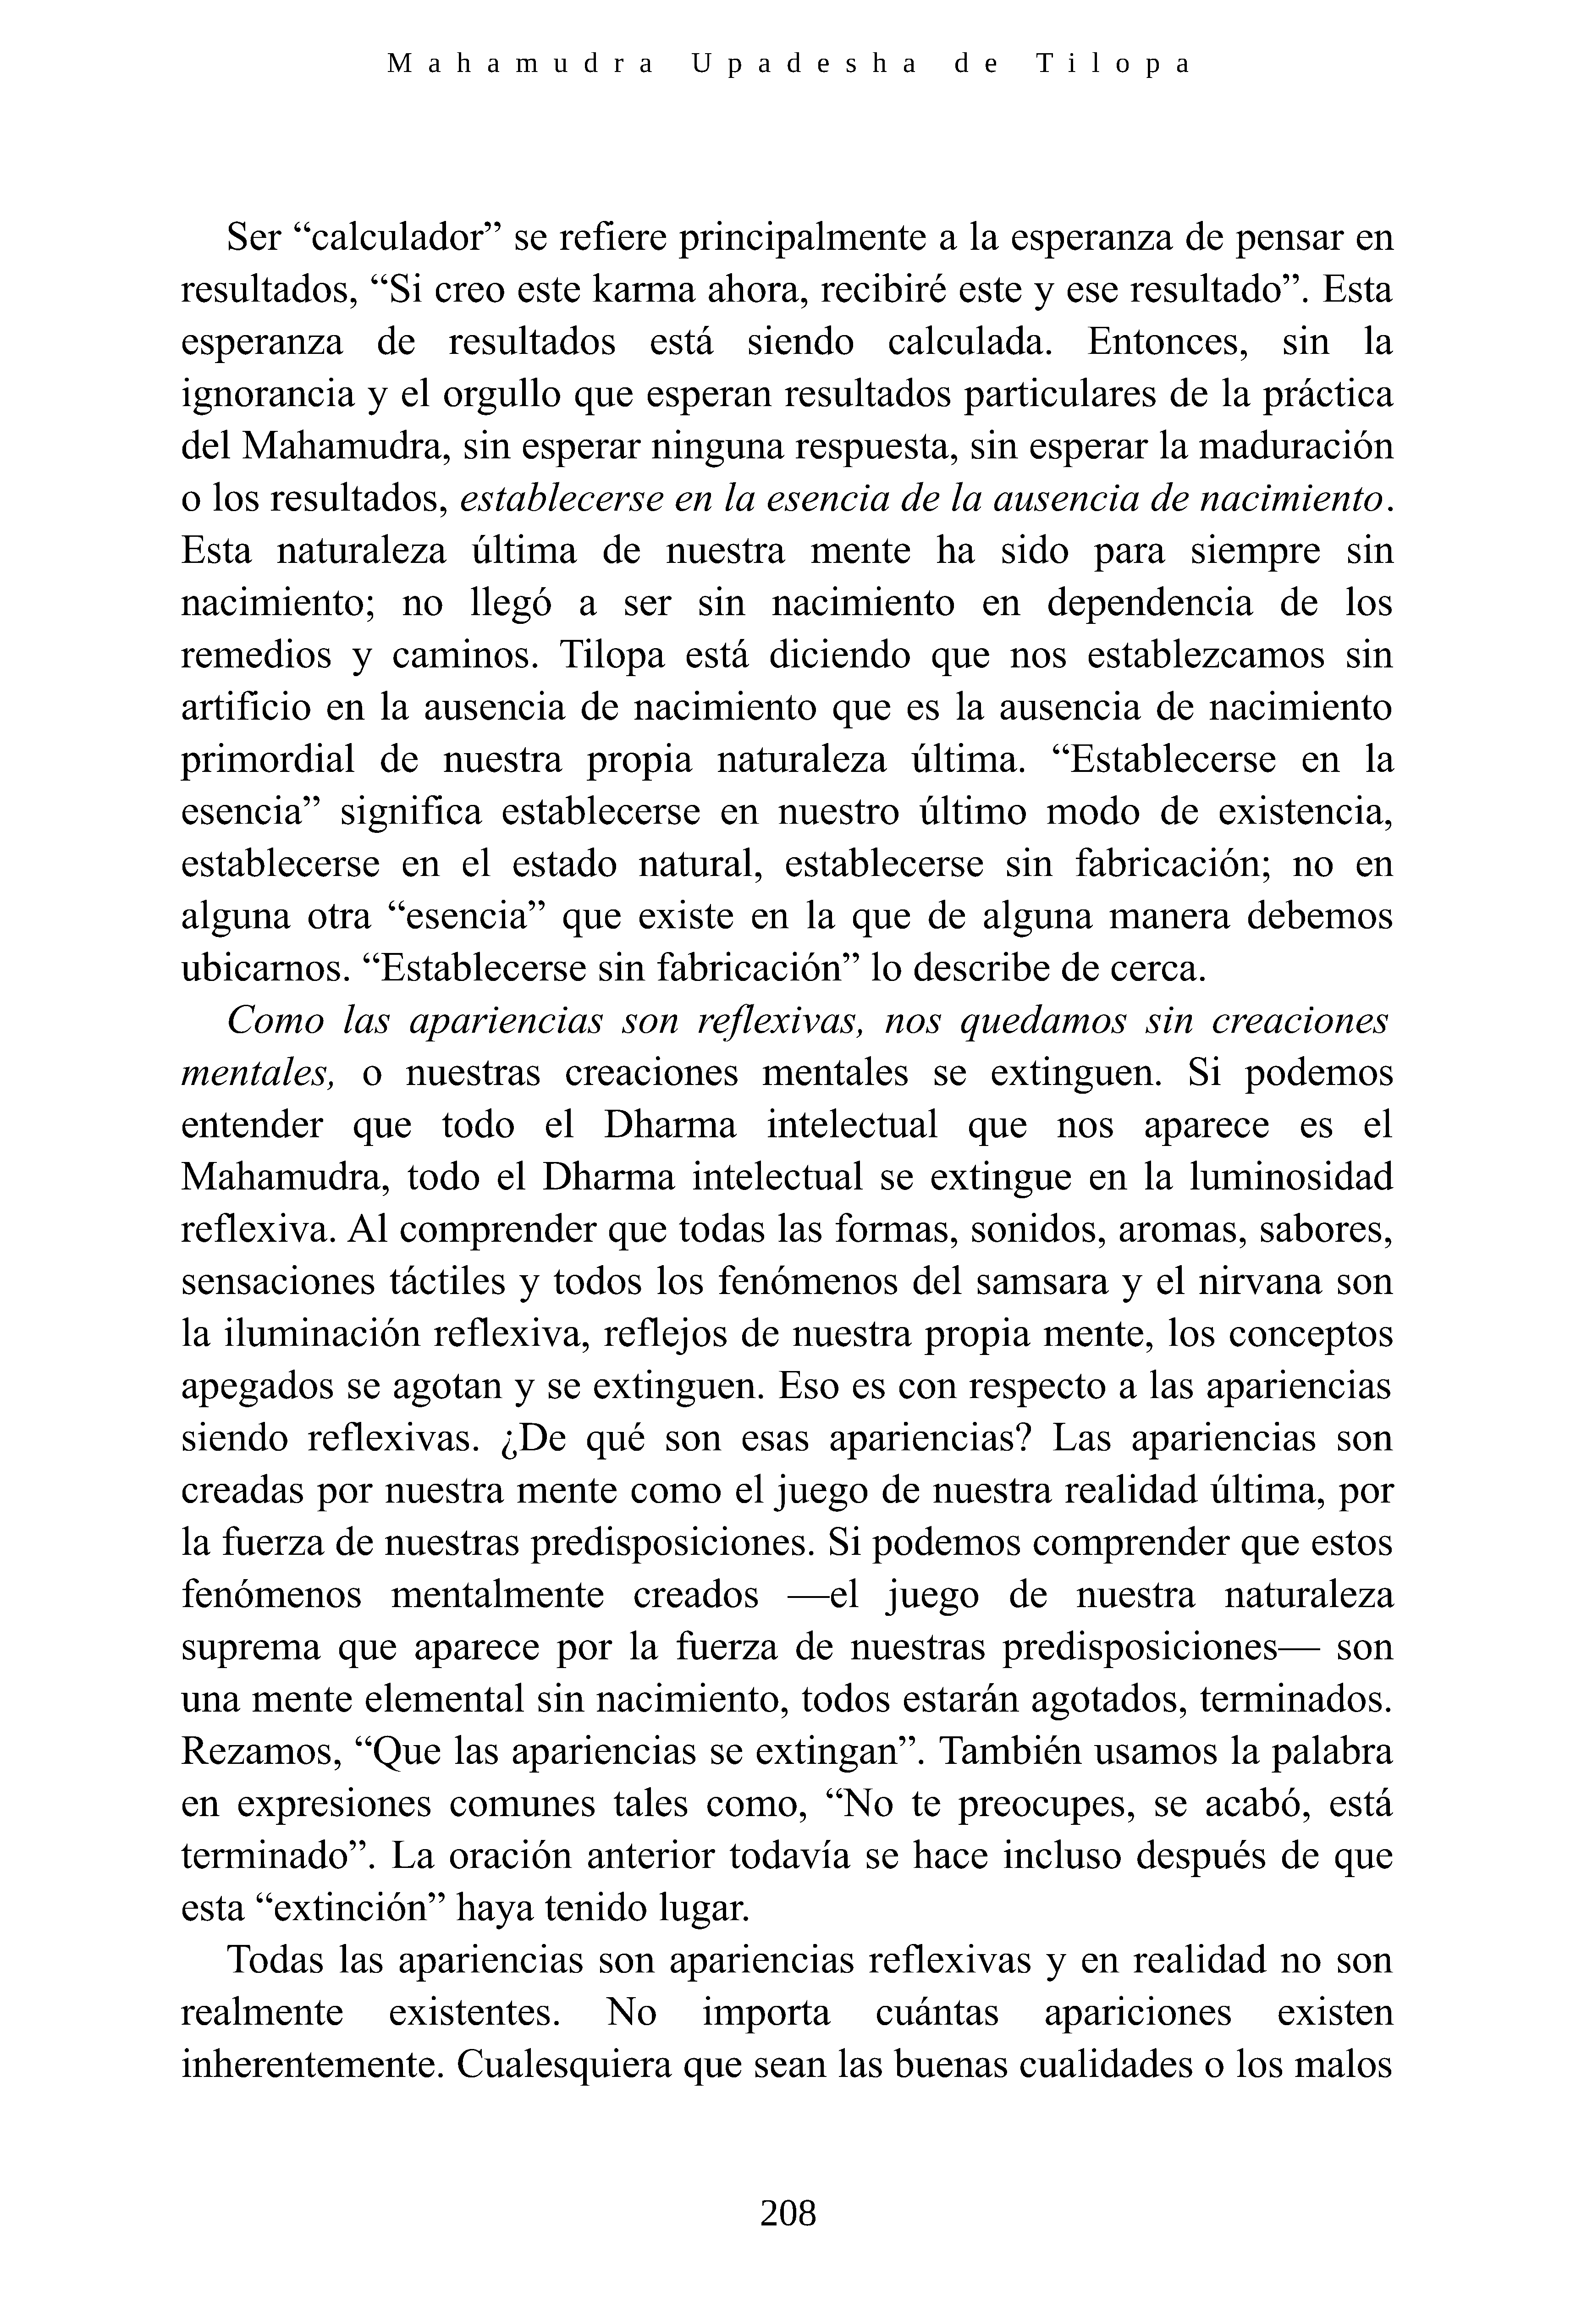 Mahamudra Upadesha de Tilopa
Ser “calculador” se refiere principalmente a la esperanza de pensar en
resultados, “Si creo este karma ahora, recibiré este y ese resultado”. Esta
esperanza de resultados está siendo calculada. Entonces, sin la
ignorancia y el orgullo que esperan resultados particulares de la práctica
del Mahamudra, sin esperar ninguna respuesta, sin esperar la maduración
o los resultados, establecerse en la esencia de la ausencia de nacimiento.
Esta naturaleza última de nuestra mente ha sido para siempre sin
nacimiento; no llegó a ser sin nacimiento en dependencia de los
remedios y caminos. Tilopa está diciendo que nos establezcamos sin
artificio en la ausencia de nacimiento que es la ausencia de nacimiento
primordial de nuestra propia naturaleza última. “Establecerse en la
esencia” significa establecerse en nuestro último modo de existencia,
establecerse en el estado natural, establecerse sin fabricación; no en
alguna otra “esencia” que existe en la que de alguna manera debemos
ubicarnos. “Establecerse sin fabricación” lo describe de cerca.
Como las apariencias son reflexivas, nos quedamos sin creaciones
mentales, o nuestras creaciones mentales se extinguen. Si podemos
entender que todo el Dharma intelectual que nos aparece es el
Mahamudra, todo el Dharma intelectual se extingue en la luminosidad
reflexiva. Al comprender que todas las formas, sonidos, aromas, sabores,
sensaciones táctiles y todos los fenómenos del samsara y el nirvana son
la iluminación reflexiva, reflejos de nuestra propia mente, los conceptos
apegados se agotan y se extinguen. Eso es con respecto a las apariencias
siendo reflexivas. ¿De qué son esas apariencias? Las apariencias son
creadas por nuestra mente como el juego de nuestra realidad última, por
la fuerza de nuestras predisposiciones. Si podemos comprender que estos
fenómenos mentalmente creados —el juego de nuestra naturaleza
suprema que aparece por la fuerza de nuestras predisposiciones— son
una mente elemental sin nacimiento, todos estarán agotados, terminados.
Rezamos, “Que las apariencias se extingan”. También usamos la palabra
en expresiones comunes tales como, “No te preocupes, se acabó, está
terminado”. La oración anterior todavía se hace incluso después de que
esta “extinción” haya tenido lugar.
Todas las apariencias son apariencias reflexivas y en realidad no son
realmente existentes. No importa cuántas apariciones existen
inherentemente. Cualesquiera que sean las buenas cualidades o los malos
208